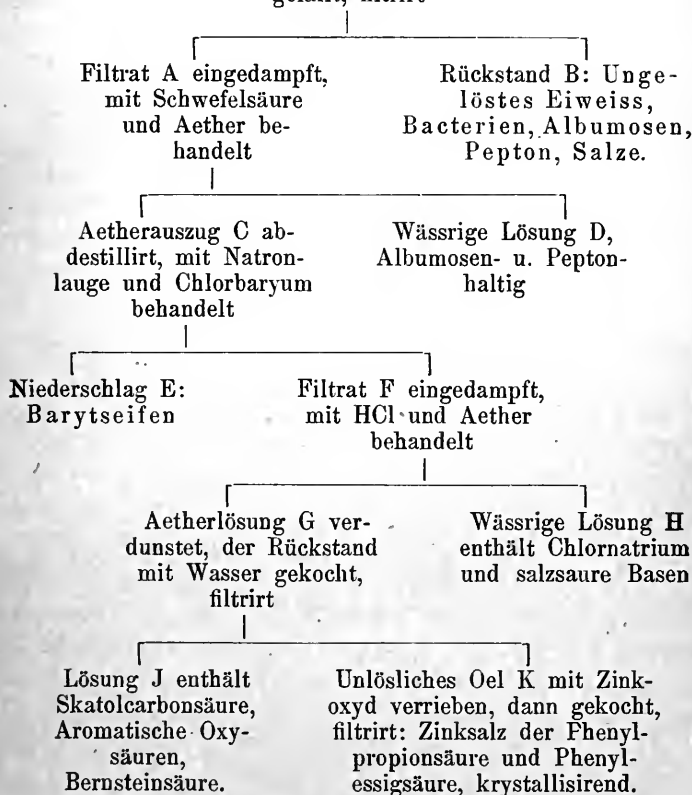 gefällt, filtrirt
Filtrat A eingedampft,
mit Schwefelsäure
und Aether be-
handelt
Rückstand B: Unge-
löstes Eiweiss,
Bacterien, Albumosen,
Pepton, Salze.
Aetherauszug C ab-
destillirt, mit Natron-
lauge und Chlorbaryum
behandelt
Wässrige Lösung D,
Albumosen- u. Pepton-
haltig
Niederschlag E:
Barytseifen
Filtrat F eingedampft,
mit HCl und Aether
behandelt
Aetherlösung G ver-
dunstet, der Rückstand
mit Wasser gekocht,
filtrirt
Wässrige Lösung H
enthält Chlornatrium
und salzsaure Basen
Lösung J enthält
Skatolcarbonsäure,
Aromatische Oxy-
säuren,
Bernsteinsäure.
Unlösliches Oel K mit Zink-
oxyd verrieben, dann gekocht,
filtrirt: Zinksalz der Phenyl-
propionsäure und Phenyl-
essigsäure, krystallisirend.